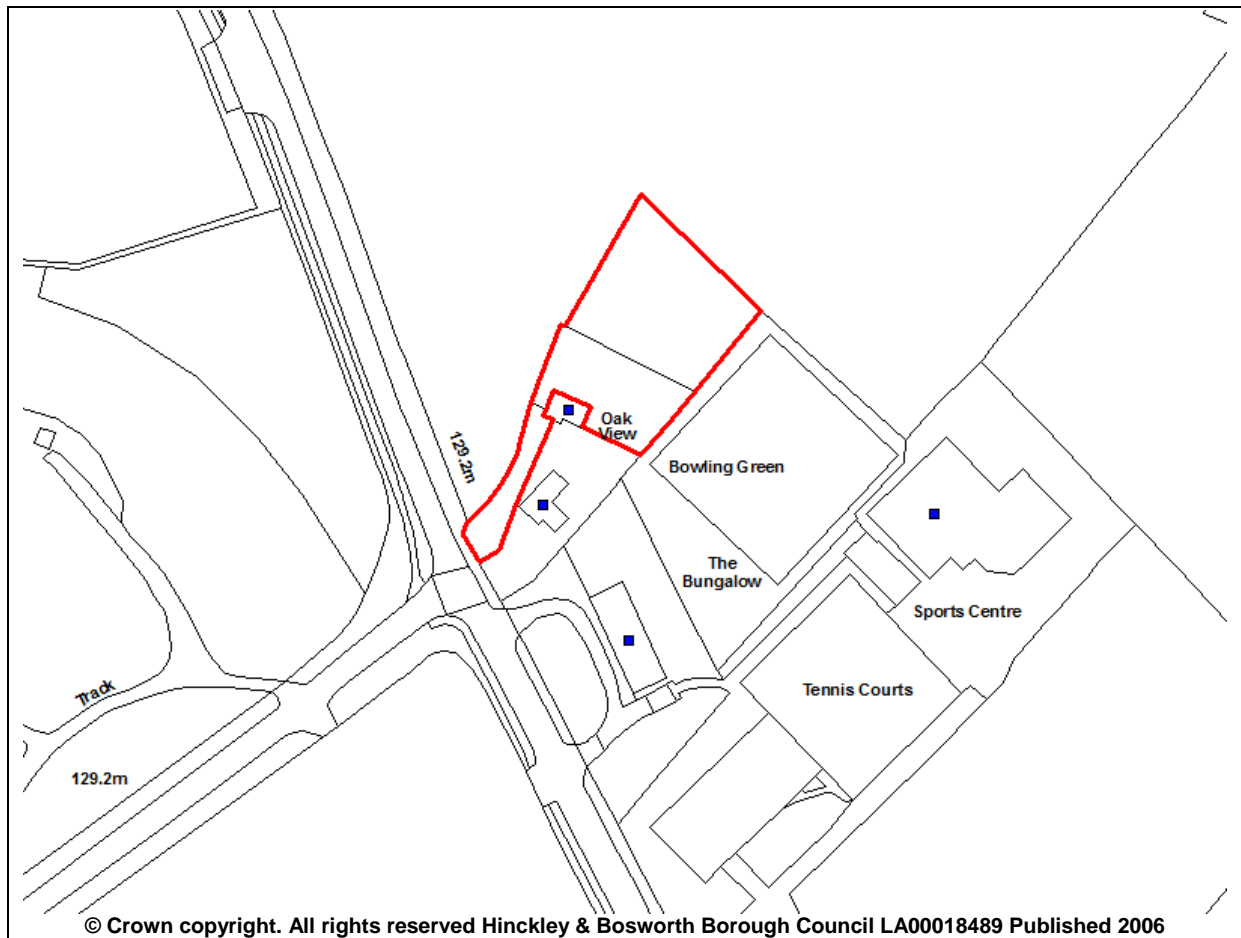 129.2m
Oak
View
Bowling Green
The
Bungalow
Sports Centre
Track
Tennis Courts
129.2m
© Crown copyright. All rights reserved Hinckley & Bosworth Borough Council LA00018489 Published 2006